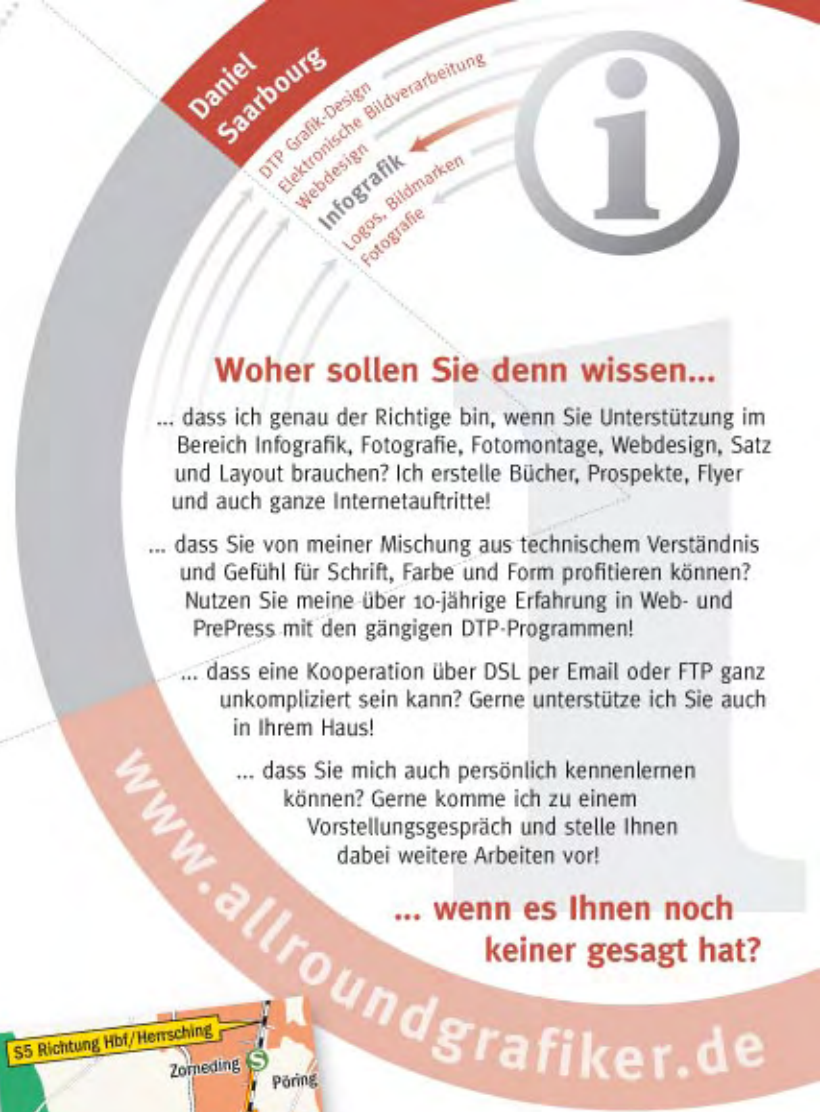 Daniel
Saarbourg
DTP Grafik-Design
Elektronische Bildverarbeitung
Webdesign
Infografik
Logos, Bildmarken
Fotografie
i
Woher sollen Sie denn wissen...
... dass ich genau der Richtige bin, wenn Sie Unterstützung im
Bereich Infografik, Fotografie, Fotomontage, Webdesign, Satz
und Layout brauchen? Ich erstelle Bücher, Prospekte, Flyer
und auch ganze Internetauftritte!
... dass Sie von meiner Mischung aus technischem Verständnis
und Gefühl für Schrift, Farbe und Form profitieren können?
Nutzen Sie meine über 10-jährige Erfahrung in Web- und
PrePress mit den gängigen DTP-Programmen!
... dass eine Kooperation über DSL per Email oder FTP ganz
unkompliziert sein kann? Gerne unterstütze ich Sie auch
in Ihrem Haus!
... dass Sie mich auch persönlich kennenlernen
können? Gerne komme ich zu einem
Vorstellungsgespräch und stelle Ihnen
dabei weitere Arbeiten vor!
... wenn es Ihnen noch
keiner gesagt hat?
www.allroundgrafiker.de
S5 Richtung Hbf/Herrsching
Zorneding S
Pöring